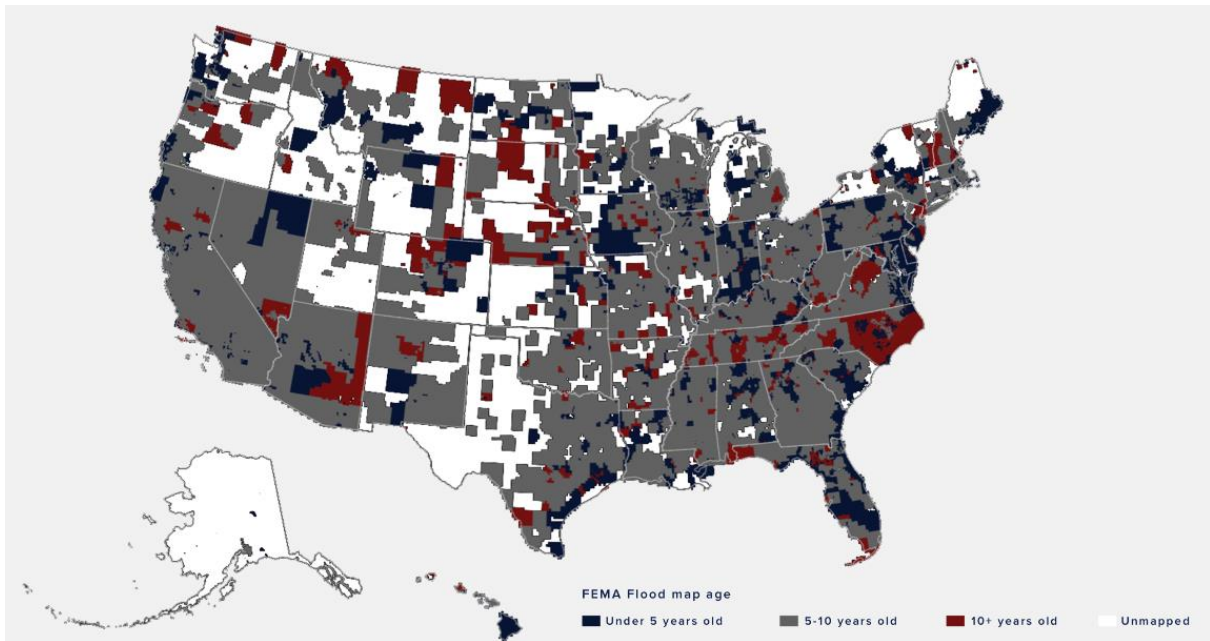 FEMA Flood map age
Under 5 years old 5-10 years old 10+ years old Unmapped